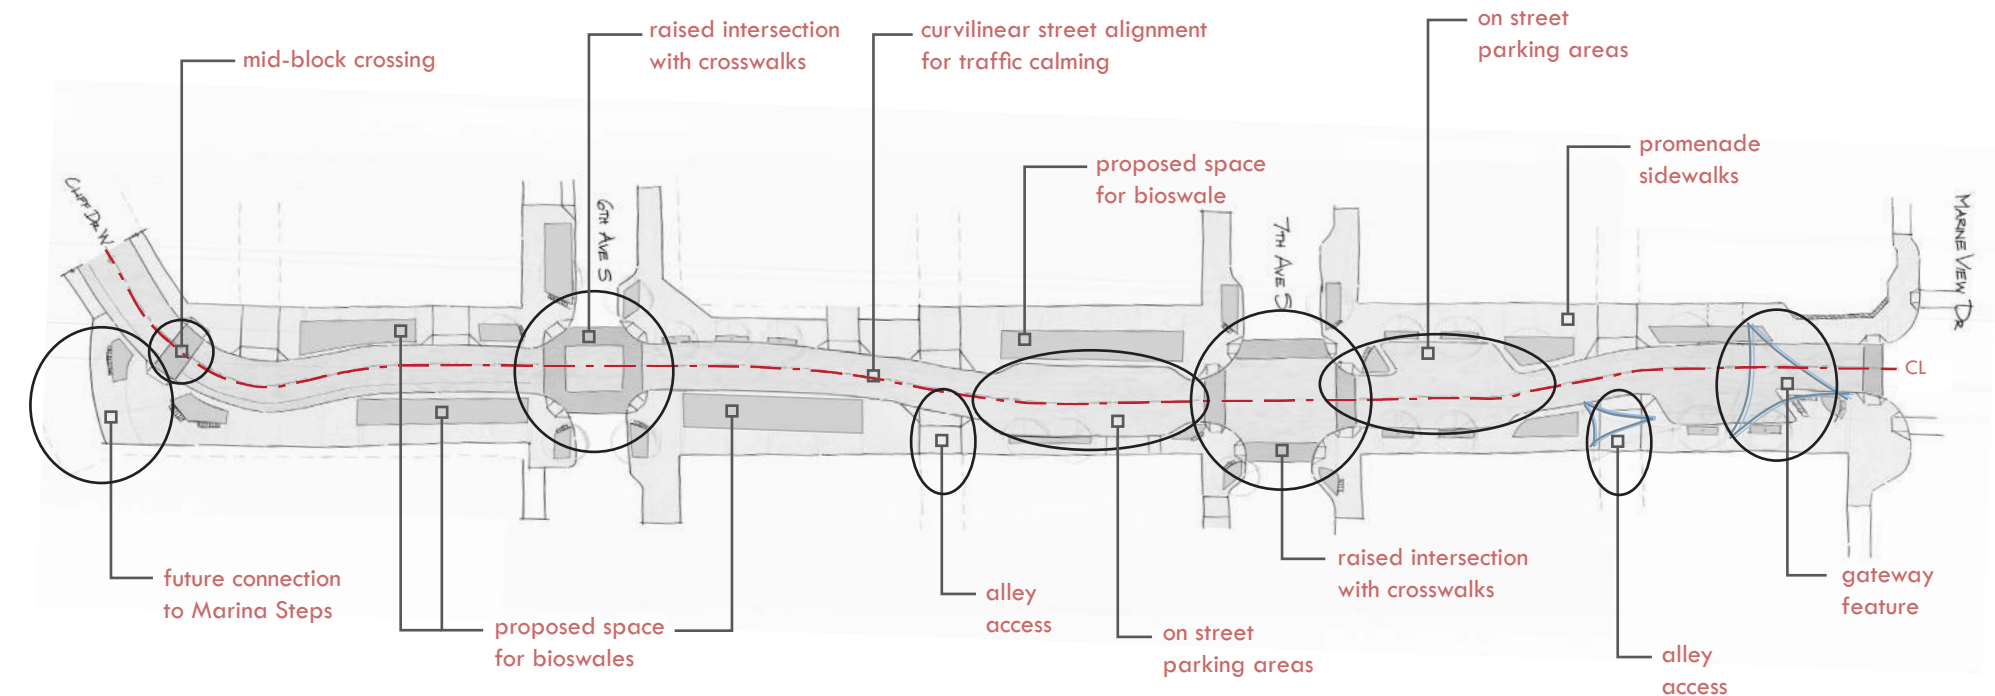 mid-block crossing
raised intersection
with crosswalks
curvilinear street alignment
for traffic calming
on street
parking areas
proposed space
for bioswale
promenade
sidewalks
CLIFF DR W
6TH AVE S
7TH AVE S
MARINE VIEW DR
CL
future connection
to Marina Steps
proposed space
for bioswales
alley
access
on street
parking areas
raised intersection
with crosswalks
alley
access
gateway
feature